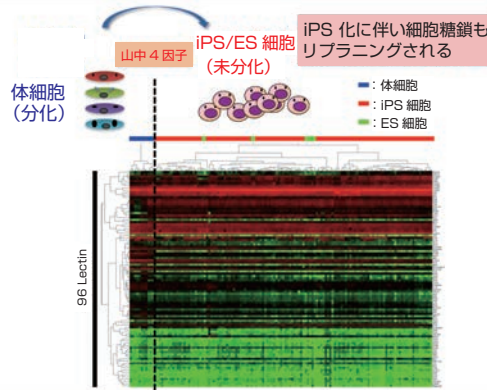 山中4因子
iPS/ES 細胞
（未分化）
iPS 化に伴い細胞糖鎖も
リプラニングされる
体細胞
（分化）
：体細胞
：iPS 細胞
：ES 細胞
96 Lectin